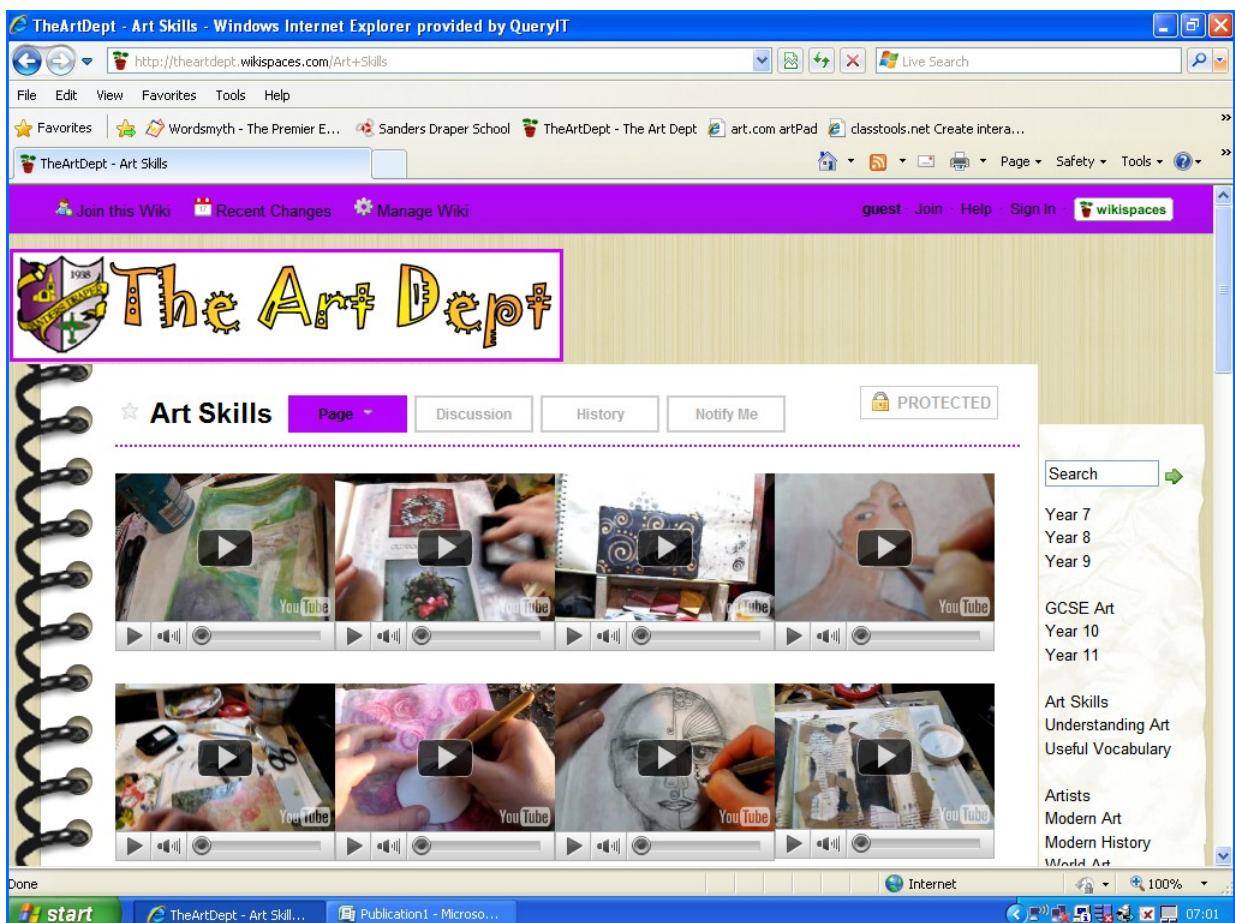 TheArtDept - Art Skills - Windows Internet Explorer provided by QueryIT
http://theartdept.wikispaces.com/Art+Skills
Live Search
File Edit View Favorites Tools Help
Favorites Wordsmyth - The Premier E... Sanders Draper School TheArtDept - The Art Dept art.com artPad classtools.net Create intera...
TheArtDept - Art Skills
Page Safety Tools
Join this Wiki Recent Changes Manage Wiki guest · Join · Help · Sign In · wikispaces
1938
SANDERS DRAPER
The Art Dept
Art Skills Page Discussion History Notify Me PROTECTED
Search
Year 7
Year 8
Year 9
GCSE Art
Year 10
Year 11
Art Skills
Understanding Art
Useful Vocabulary
Artists
Modern Art
Modern History
World Art
YouTube YouTube YouTube YouTube
YouTube YouTube YouTube YouTube
Done Internet 100%
start TheArtDept - Art Skill... Publication1 - Microso... 07:01